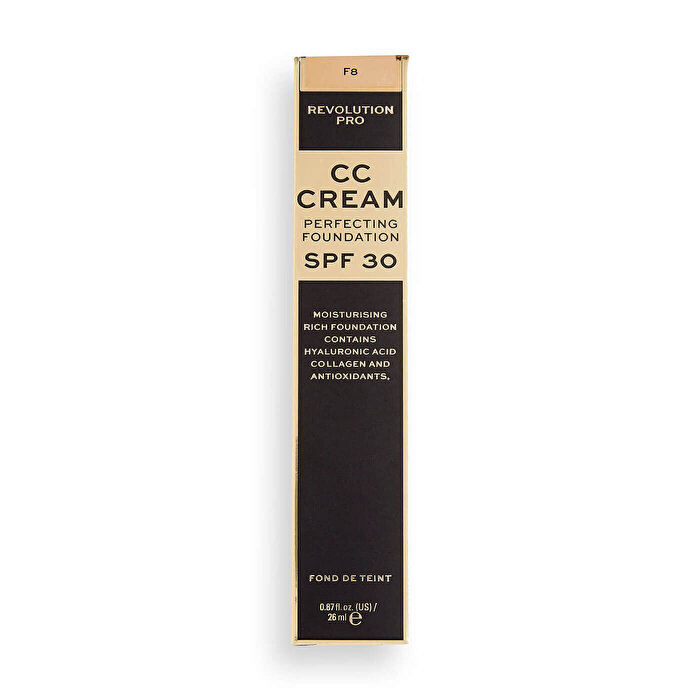 F8
REVOLUTION
PRO
CC
CREAM
PERFECTING
FOUNDATION
SPF 30
MOISTURISING
RICH FOUNDATION
CONTAINS
HYALURONIC ACID
COLLAGEN AND
ANTIOXIDANTS,
FOND DE TEINT
0.87 fl. oz. (US) /
26 ml ℮